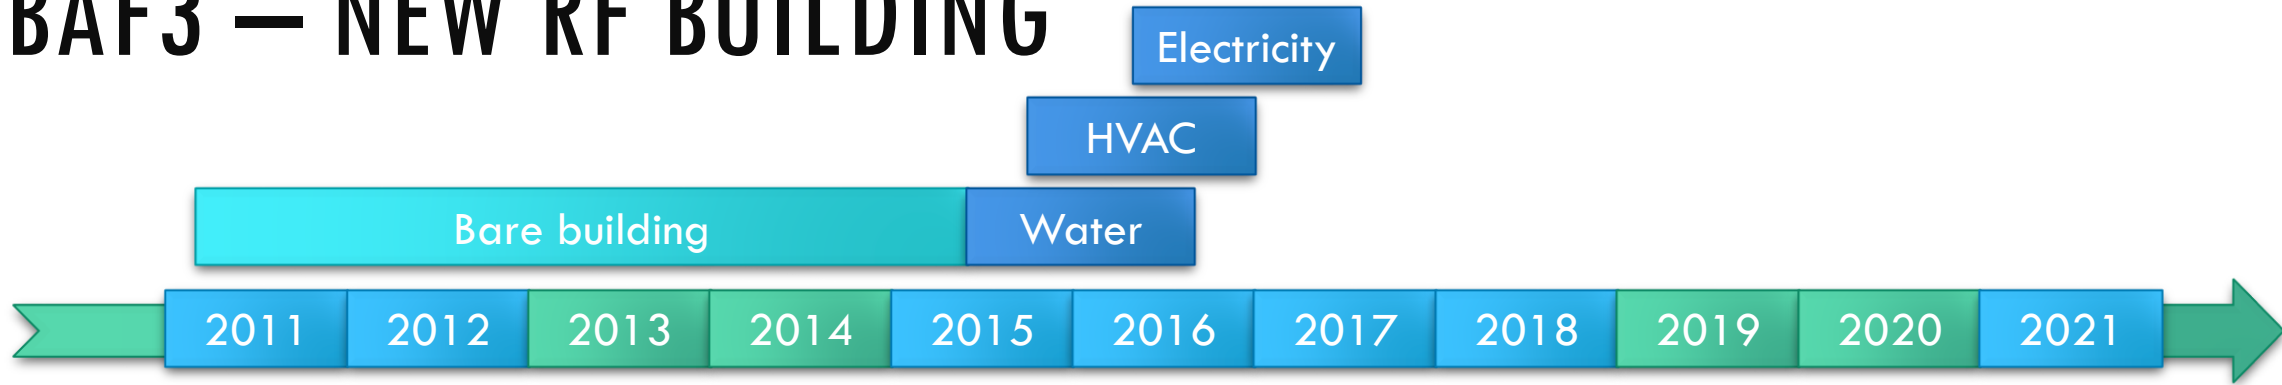 BAF3 – NEW RF BUILDING
Electricity
HVAC
Bare building Water
2011 2012 2013 2014 2015 2016 2017 2018 2019 2020 2021